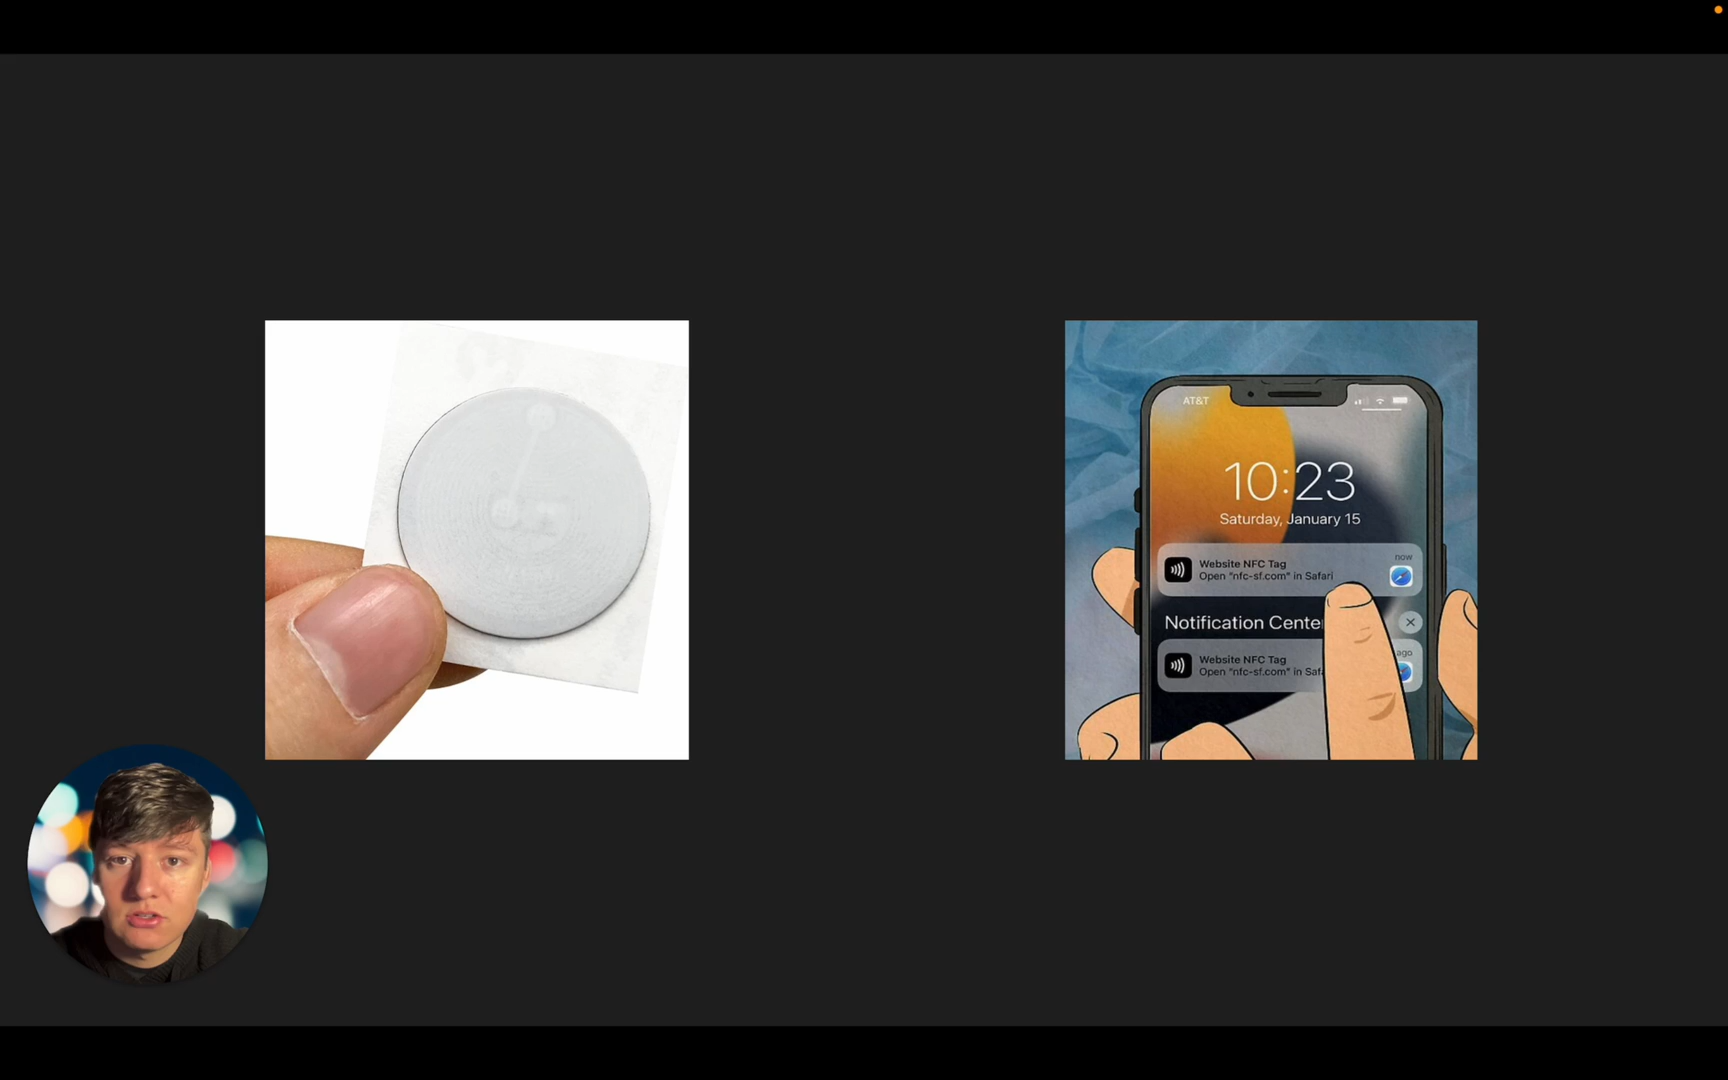 AT&T
10:23
Saturday, January 15
now
Website NFC Tag
Open "nfc-sf.com" in Safari
Notification Cente
ago
Website NFC Tag
Open "nfc-sf.com" in Saf